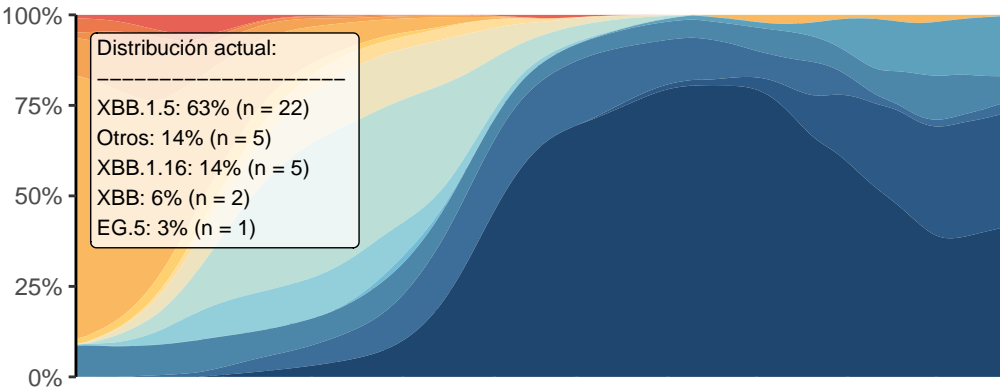 100%
75%
50%
25%
0%
Distribución actual:
--------------------
XBB.1.5: 63% (n = 22)
Otros: 14% (n = 5)
XBB.1.16: 14% (n = 5)
XBB: 6% (n = 2)
EG.5: 3% (n = 1)